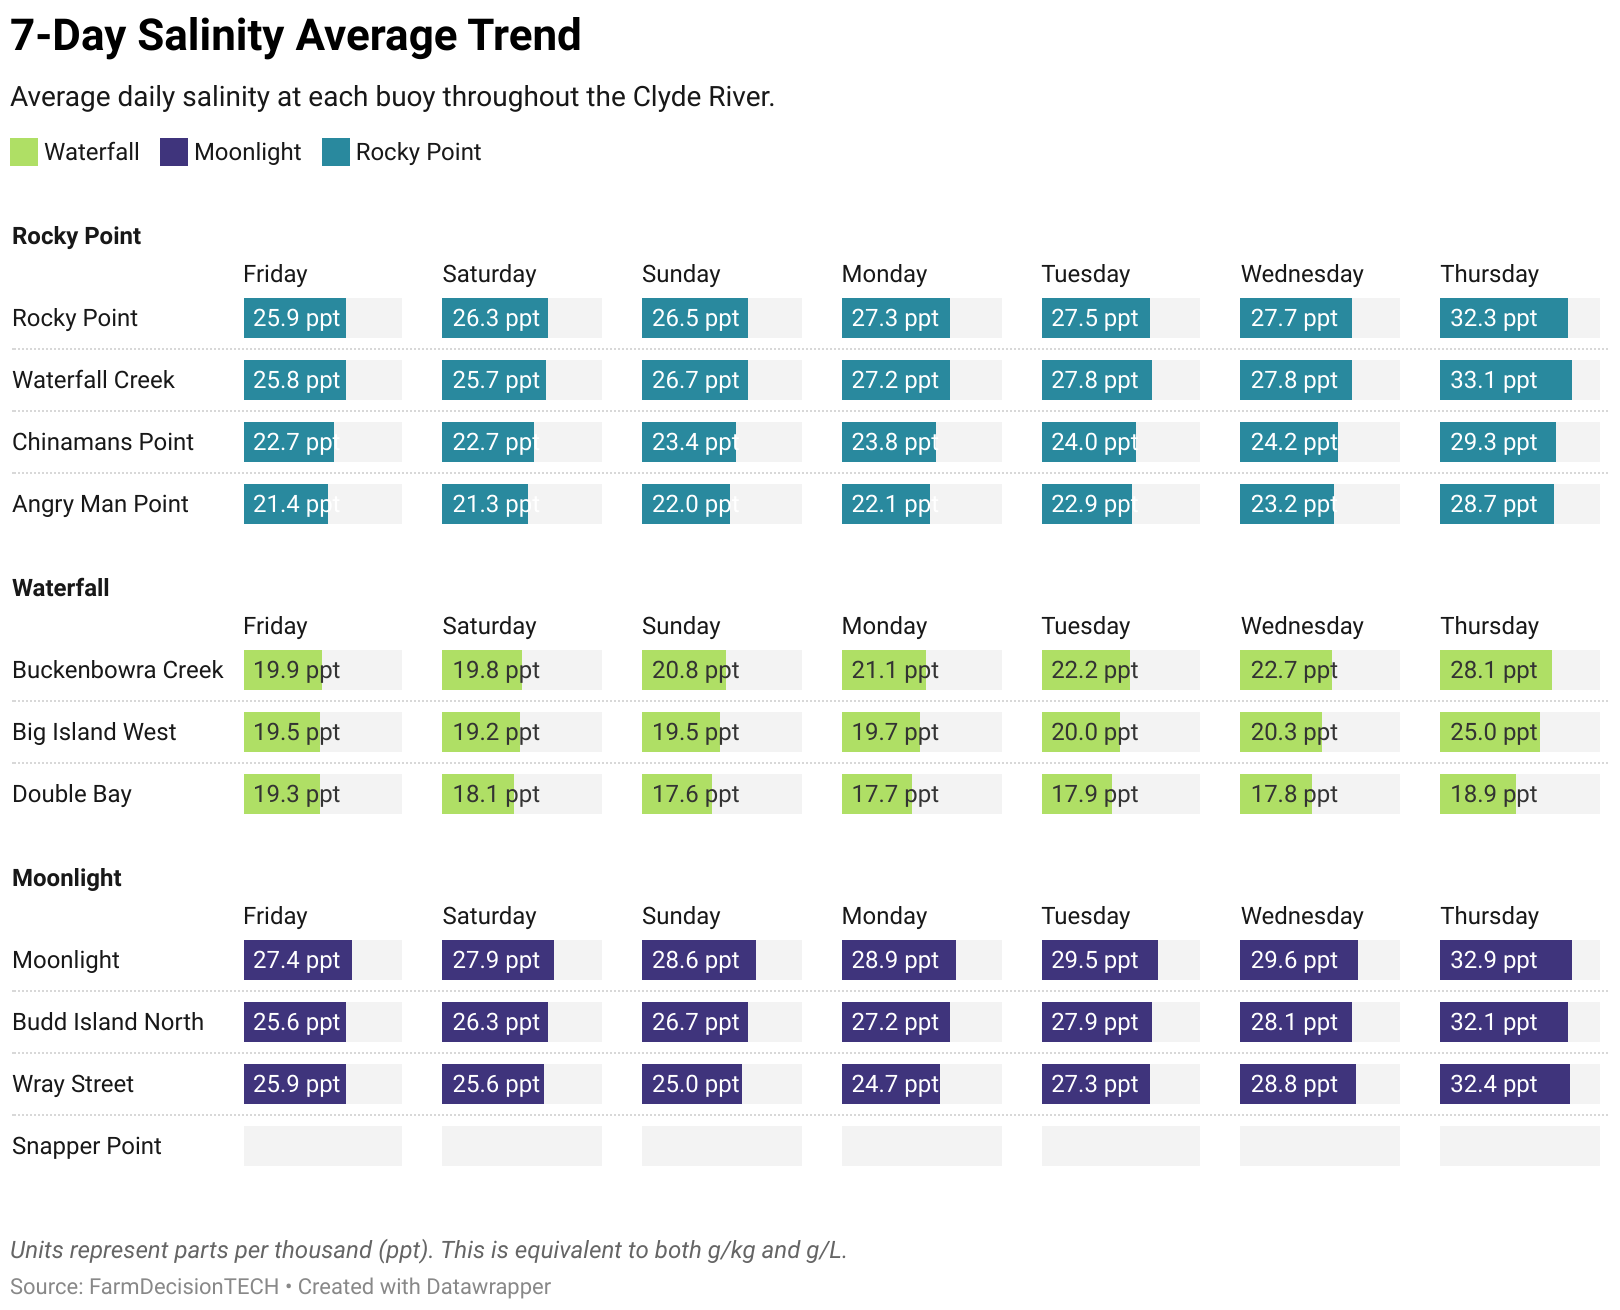 7-Day Salinity Average Trend
Average daily salinity at each buoy throughout the Clyde River.
Waterfall Moonlight Rocky Point
Rocky Point
Friday Saturday Sunday Monday Tuesday Wednesday Thursday
Rocky Point 25.9 ppt 26.3 ppt 26.5 ppt 27.3 ppt 27.5 ppt 27.7 ppt 32.3 ppt
Waterfall Creek 25.8 ppt 25.7 ppt 26.7 ppt 27.2 ppt 27.8 ppt 27.8 ppt 33.1 ppt
Chinamans Point 22.7 ppt 22.7 ppt 23.4 ppt 23.8 ppt 24.0 ppt 24.2 ppt 29.3 ppt
Angry Man Point 21.4 ppt 21.3 ppt 22.0 ppt 22.1 ppt 22.9 ppt 23.2 ppt 28.7 ppt
Waterfall
Friday Saturday Sunday Monday Tuesday Wednesday Thursday
Buckenbowra Creek 19.9 ppt 19.8 ppt 20.8 ppt 21.1 ppt 22.2 ppt 22.7 ppt 28.1 ppt
Big Island West 19.5 ppt 19.2 ppt 19.5 ppt 19.7 ppt 20.0 ppt 20.3 ppt 25.0 ppt
Double Bay 19.3 ppt 18.1 ppt 17.6 ppt 17.7 ppt 17.9 ppt 17.8 ppt 18.9 ppt
Moonlight
Friday Saturday Sunday Monday Tuesday Wednesday Thursday
Moonlight 27.4 ppt 27.9 ppt 28.6 ppt 28.9 ppt 29.5 ppt 29.6 ppt 32.9 ppt
Budd Island North 25.6 ppt 26.3 ppt 26.7 ppt 27.2 ppt 27.9 ppt 28.1 ppt 32.1 ppt
Wray Street 25.9 ppt 25.6 ppt 25.0 ppt 24.7 ppt 27.3 ppt 28.8 ppt 32.4 ppt
Snapper Point
Units represent parts per thousand (ppt). This is equivalent to both g/kg and g/L.
Source: FarmDecisionTECH • Created with Datawrapper